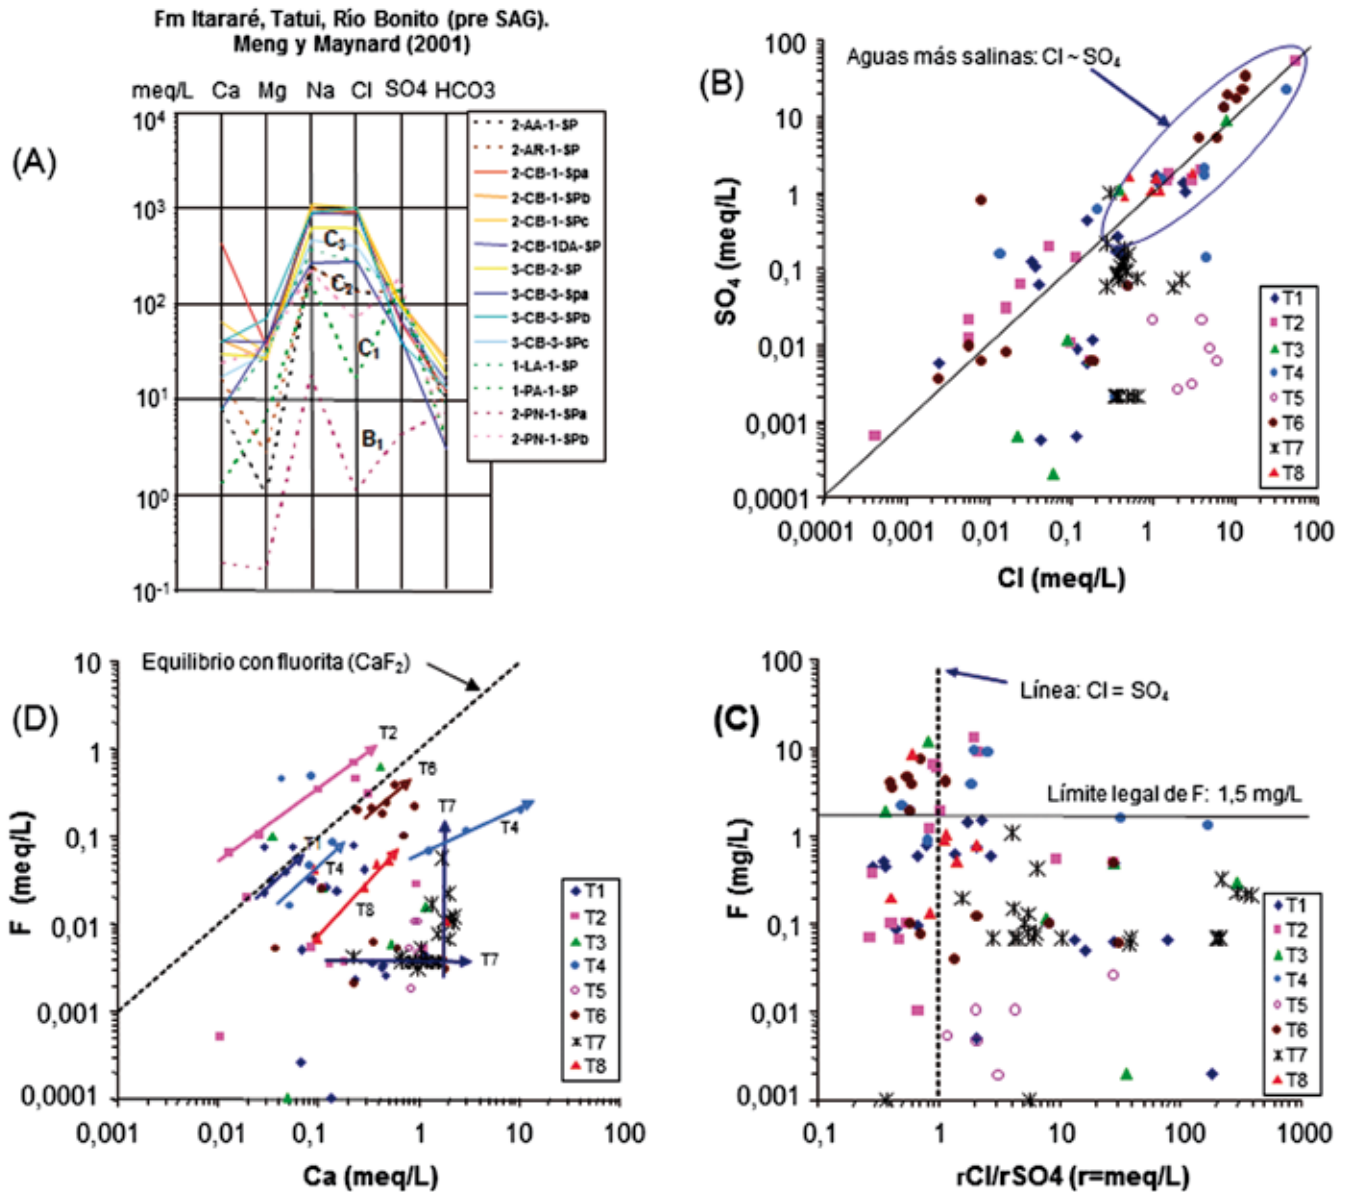 Fm Itararé, Tatui, Río Bonito (pre SAG).
Meng y Maynard (2001)
(A)
meq/L Ca Mg Na Cl SO4 HCO3
10⁴
10³
10²
10¹
10⁰
10⁻¹
C₃
C₂
C₁
B₁
2-AA-1-SP
2-AR-1-SP
2-CB-1-Spa
2-CB-1-SPb
2-CB-1-SPc
2-CB-1DA-SP
3-CB-2-SP
3-CB-3-Spa
3-CB-3-SPb
3-CB-3-SPc
1-LA-1-SP
1-PA-1-SP
2-PN-1-SPa
2-PN-1-SPb
(B)
Aguas más salinas: Cl ~ SO₄
SO₄ (meq/L)
100
10
1
0,1
0,01
0,001
0,0001
0,0001 0,001 0,01 0,1 1 10 100
Cl (meq/L)
T1
T2
T3
T4
T5
T6
T7
T8
(D)
Equilibrio con fluorita (CaF₂)
F (meq/L)
10
1
0,1
0,01
0,001
0,0001
T2
T6
T7
T4
T1
T4
T8
T7
0,001 0,01 0,1 1 10 100
Ca (meq/L)
T1
T2
T3
T4
T5
T6
T7
T8
(C)
Línea: Cl = SO₄
Límite legal de F: 1,5 mg/L
F (mg/L)
100
10
1
0,1
0,01
0,001
0,1 1 10 100 1000
rCl/rSO4 (r=meq/L)
T1
T2
T3
T4
T5
T6
T7
T8